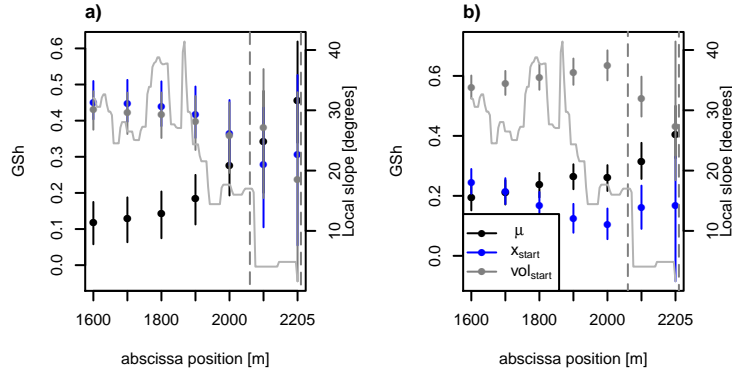 a)
GSh
0.0
0.1
0.2
0.3
0.4
0.5
0.6
1600
1800
2000
2205
abscissa position [m]
10
20
30
40
Local slope [degrees]
b)
GSh
0.0
0.2
0.4
0.6
μ
x_start
vol_start
1600
1800
2000
2205
abscissa position [m]
10
20
30
40
Local slope [degrees]